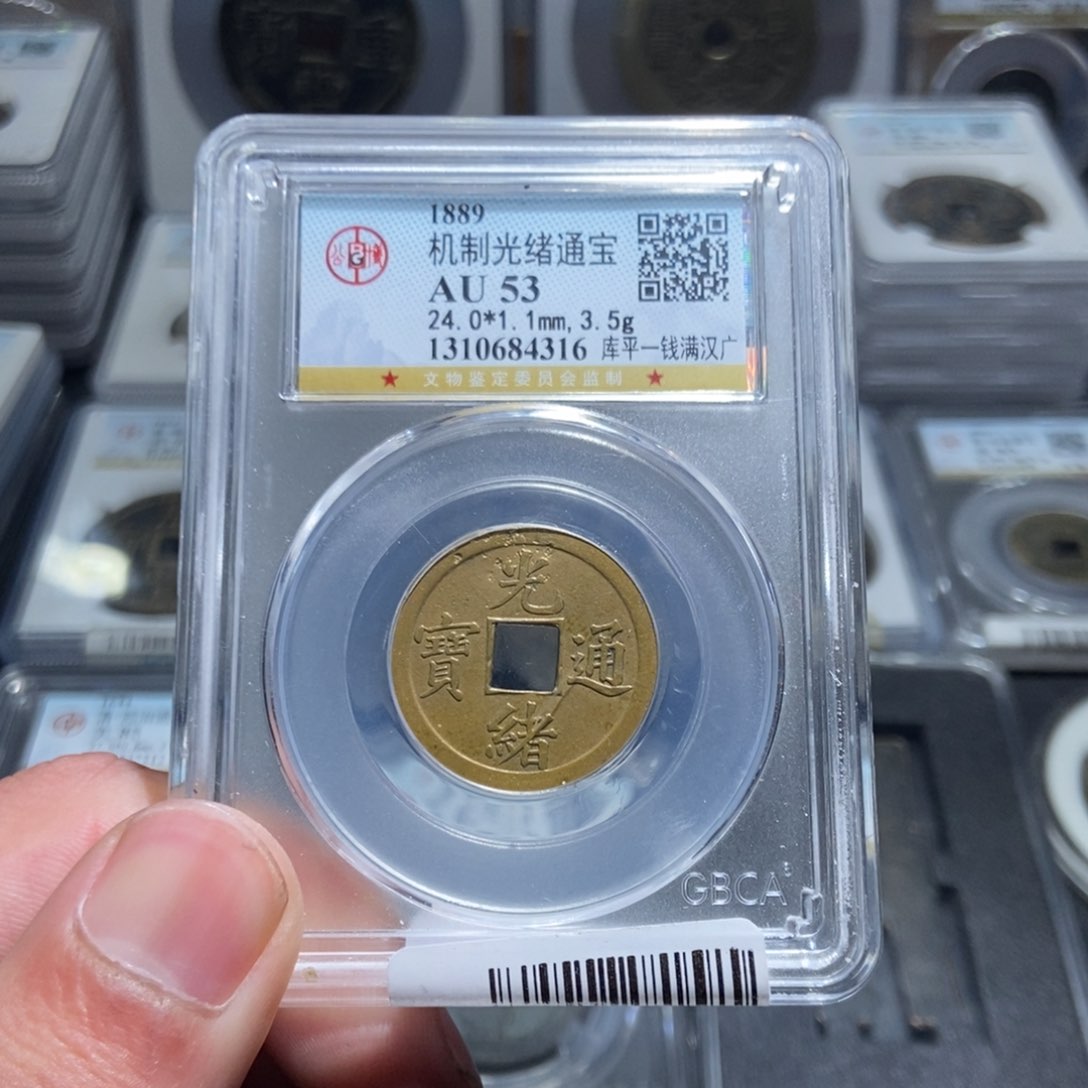 1889
机制光绪通宝
AU 53
24.0*1.1mm, 3.5g
1310684316 库平一钱满汉广
★ 文物鉴定委员会监制 ★
光
寶 通
緒
GBCA